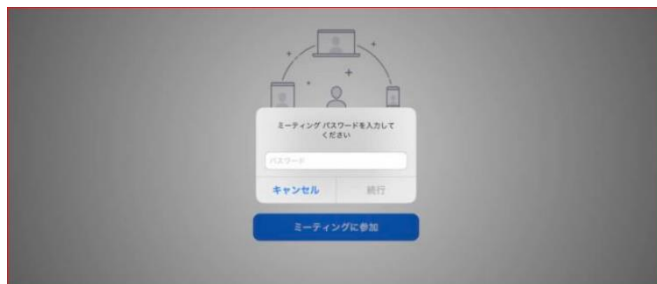 ミーティング パスワードを入力して
ください
パスワード
キャンセル
続行
ミーティングに参加